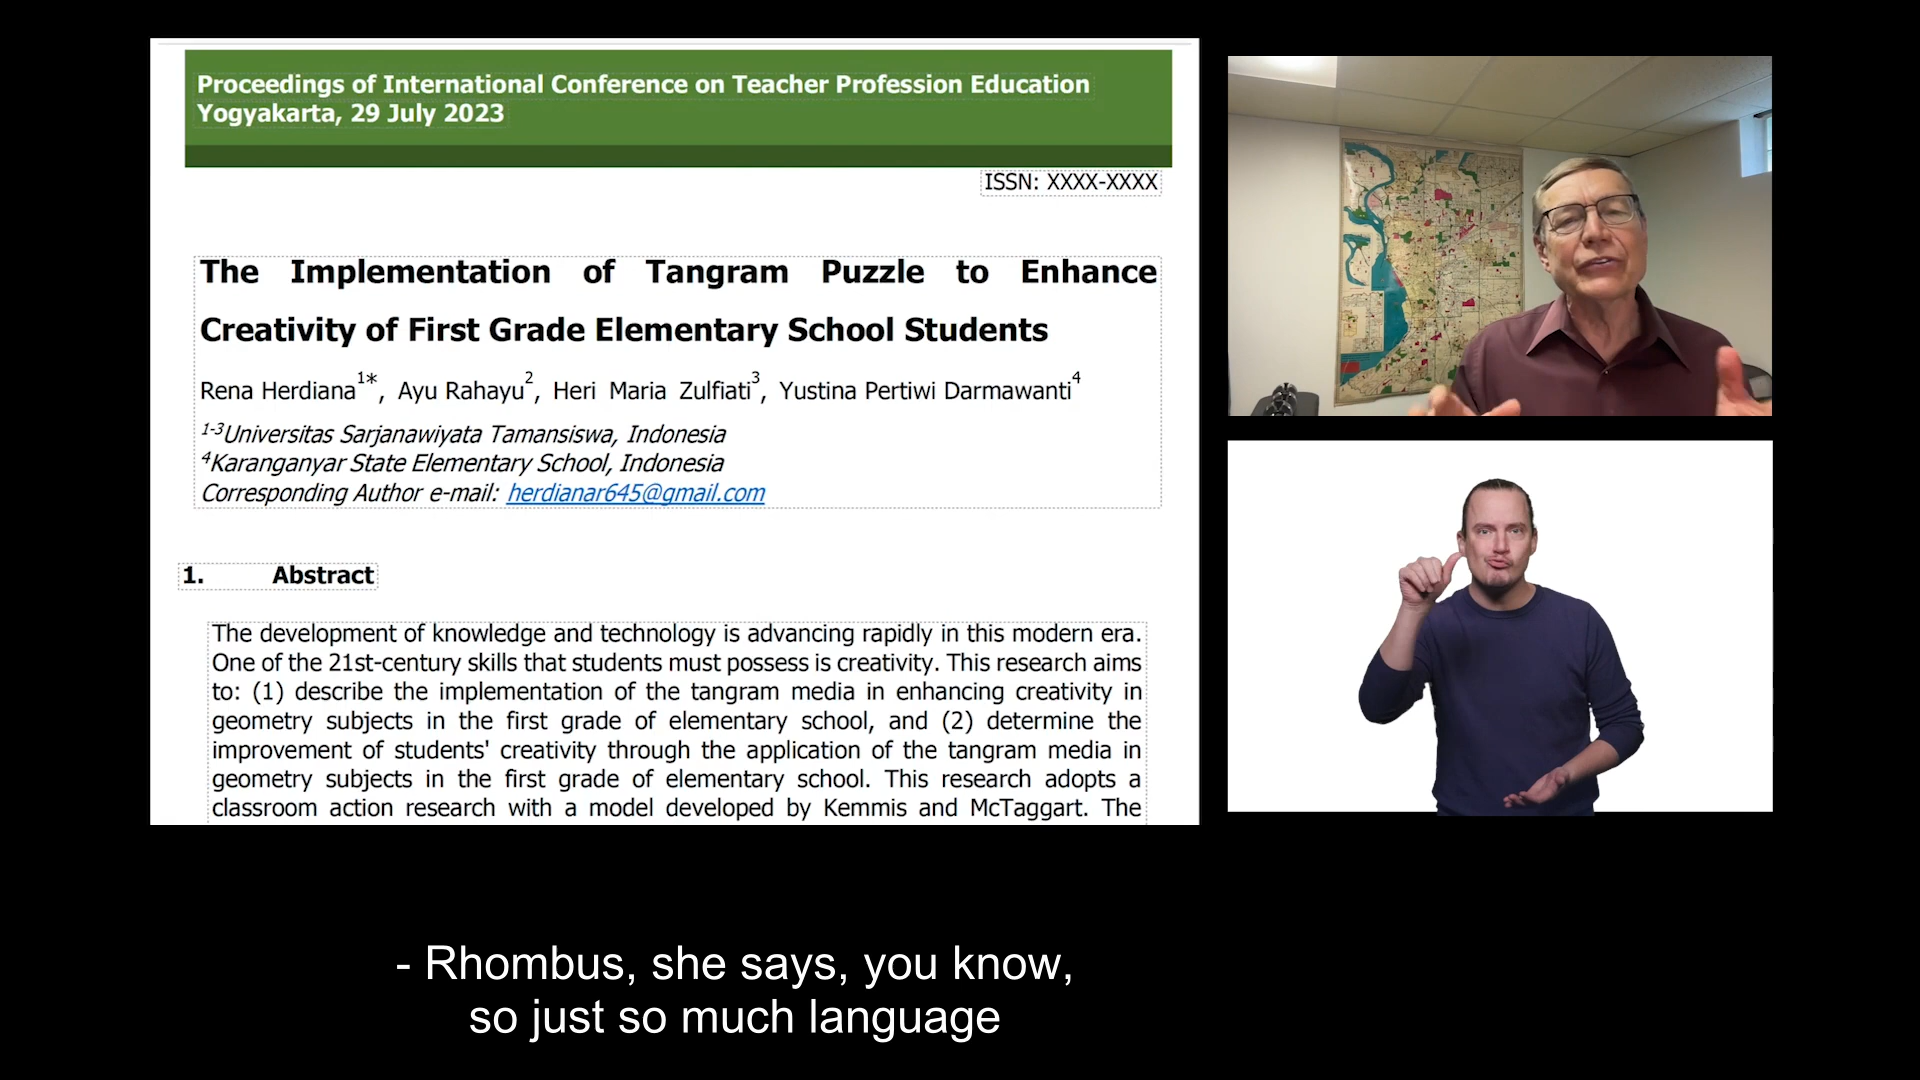 Proceedings of International Conference on Teacher Profession Education
Yogyakarta, 29 July 2023
ISSN: XXXX-XXXX
The Implementation of Tangram Puzzle to Enhance
Creativity of First Grade Elementary School Students
Rena Herdiana1*, Ayu Rahayu2, Heri Maria Zulfiati3, Yustina Pertiwi Darmawanti4
1-3Universitas Sarjanawiyata Tamansiswa, Indonesia
4Karanganyar State Elementary School, Indonesia
Corresponding Author e-mail: herdianar645@gmail.com
1. Abstract
The development of knowledge and technology is advancing rapidly in this modern era.
One of the 21st-century skills that students must possess is creativity. This research aims
to: (1) describe the implementation of the tangram media in enhancing creativity in
geometry subjects in the first grade of elementary school, and (2) determine the
improvement of students' creativity through the application of the tangram media in
geometry subjects in the first grade of elementary school. This research adopts a
classroom action research with a model developed by Kemmis and McTaggart. The
- Rhombus, she says, you know,
so just so much language